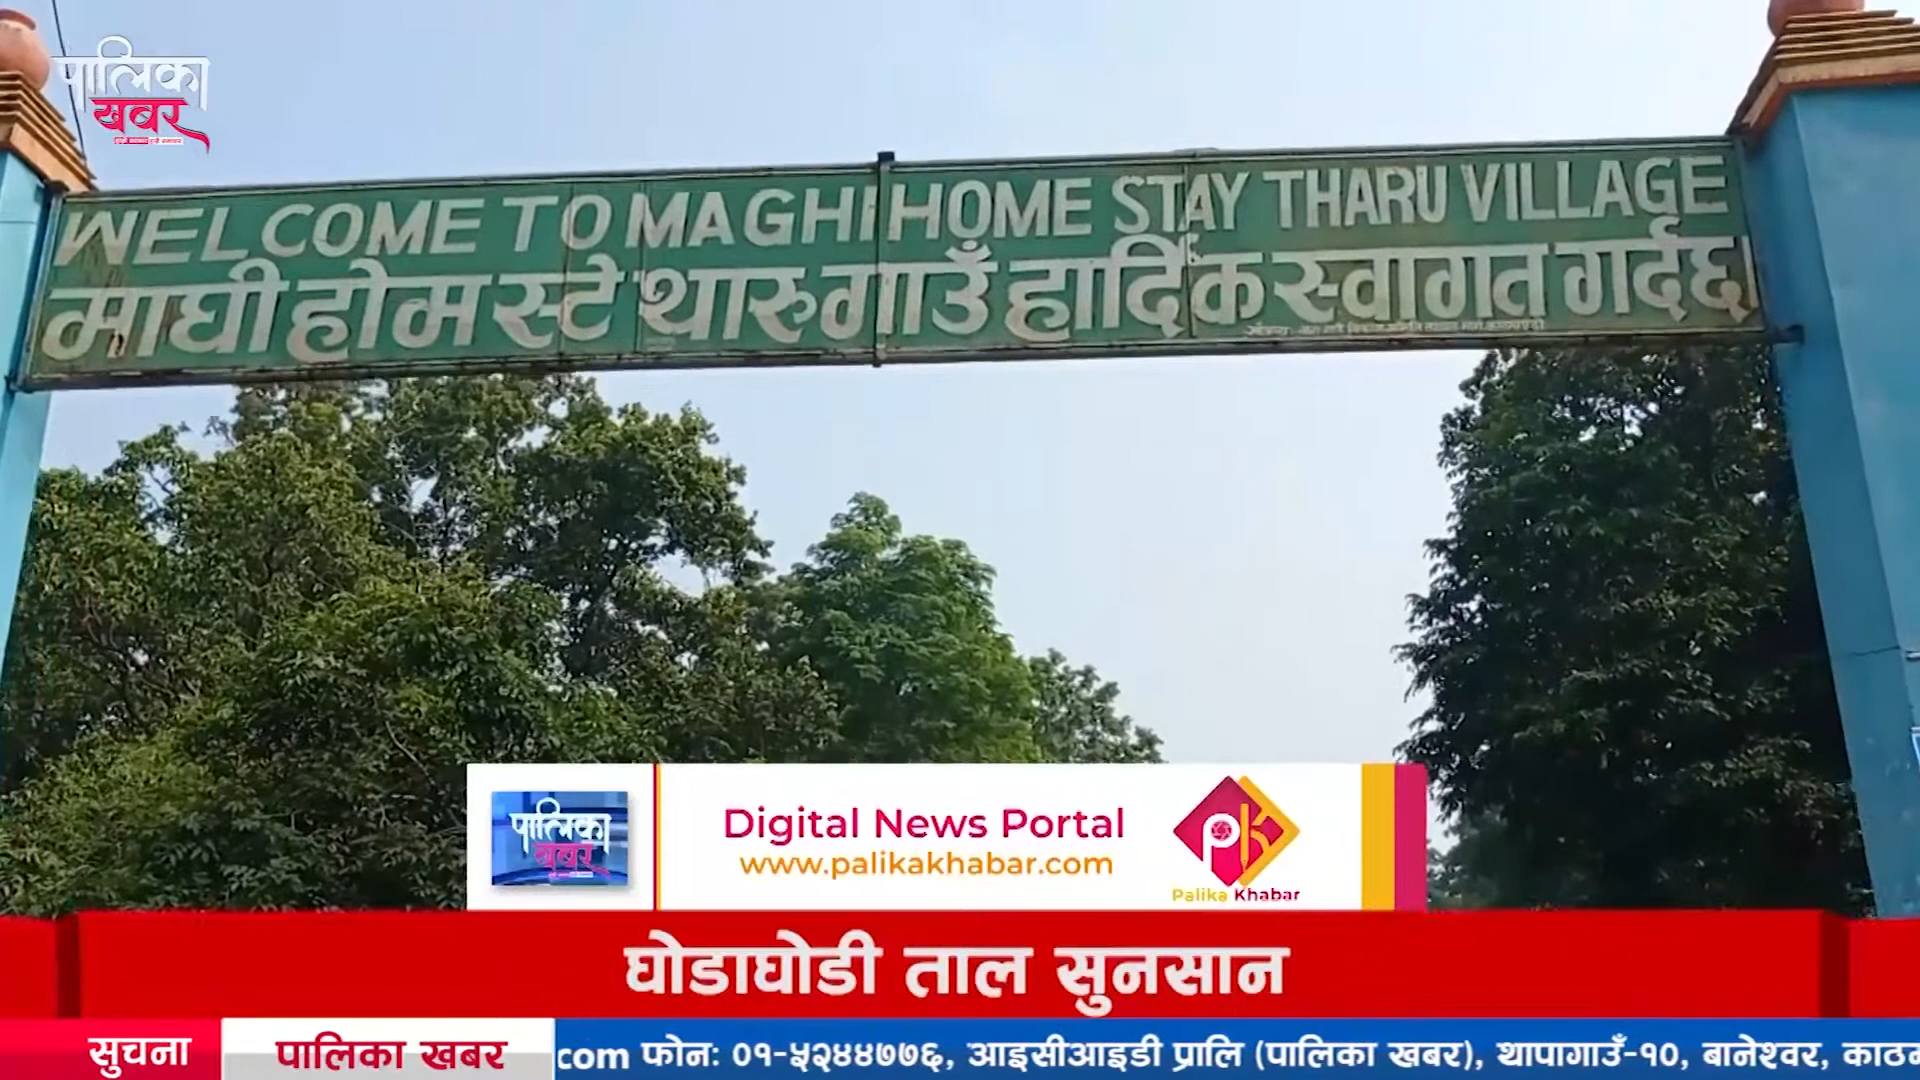 पालिका
खबर
WELCOME TO MAGHI HOME STAY THARU VILLAGE
माघी होम स्टे थारु गाउँ हार्दिक स्वागत गर्दछ।
पालिका
खबर
Digital News Portal
www.palikakhabar.com
Palika Khabar
घोडाघोडी ताल सुनसान
सुचना
पालिका खबर
.com फोन: ०१-५२४४७७६, आइसीआइडी प्रालि (पालिका खबर), थापागाउँ-१०, बानेश्वर,